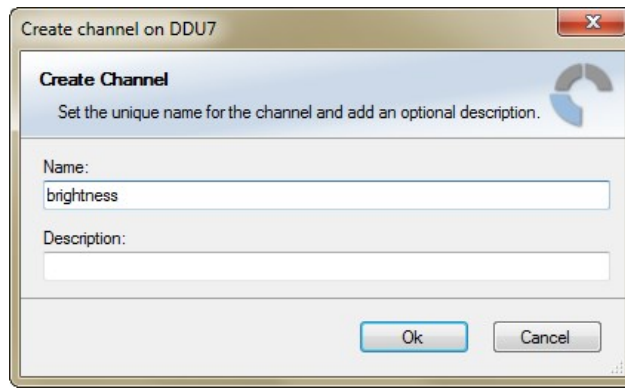 Create channel on DDU7
Create Channel
Set the unique name for the channel and add an optional description.
Name:
brightness
Description:
Ok
Cancel